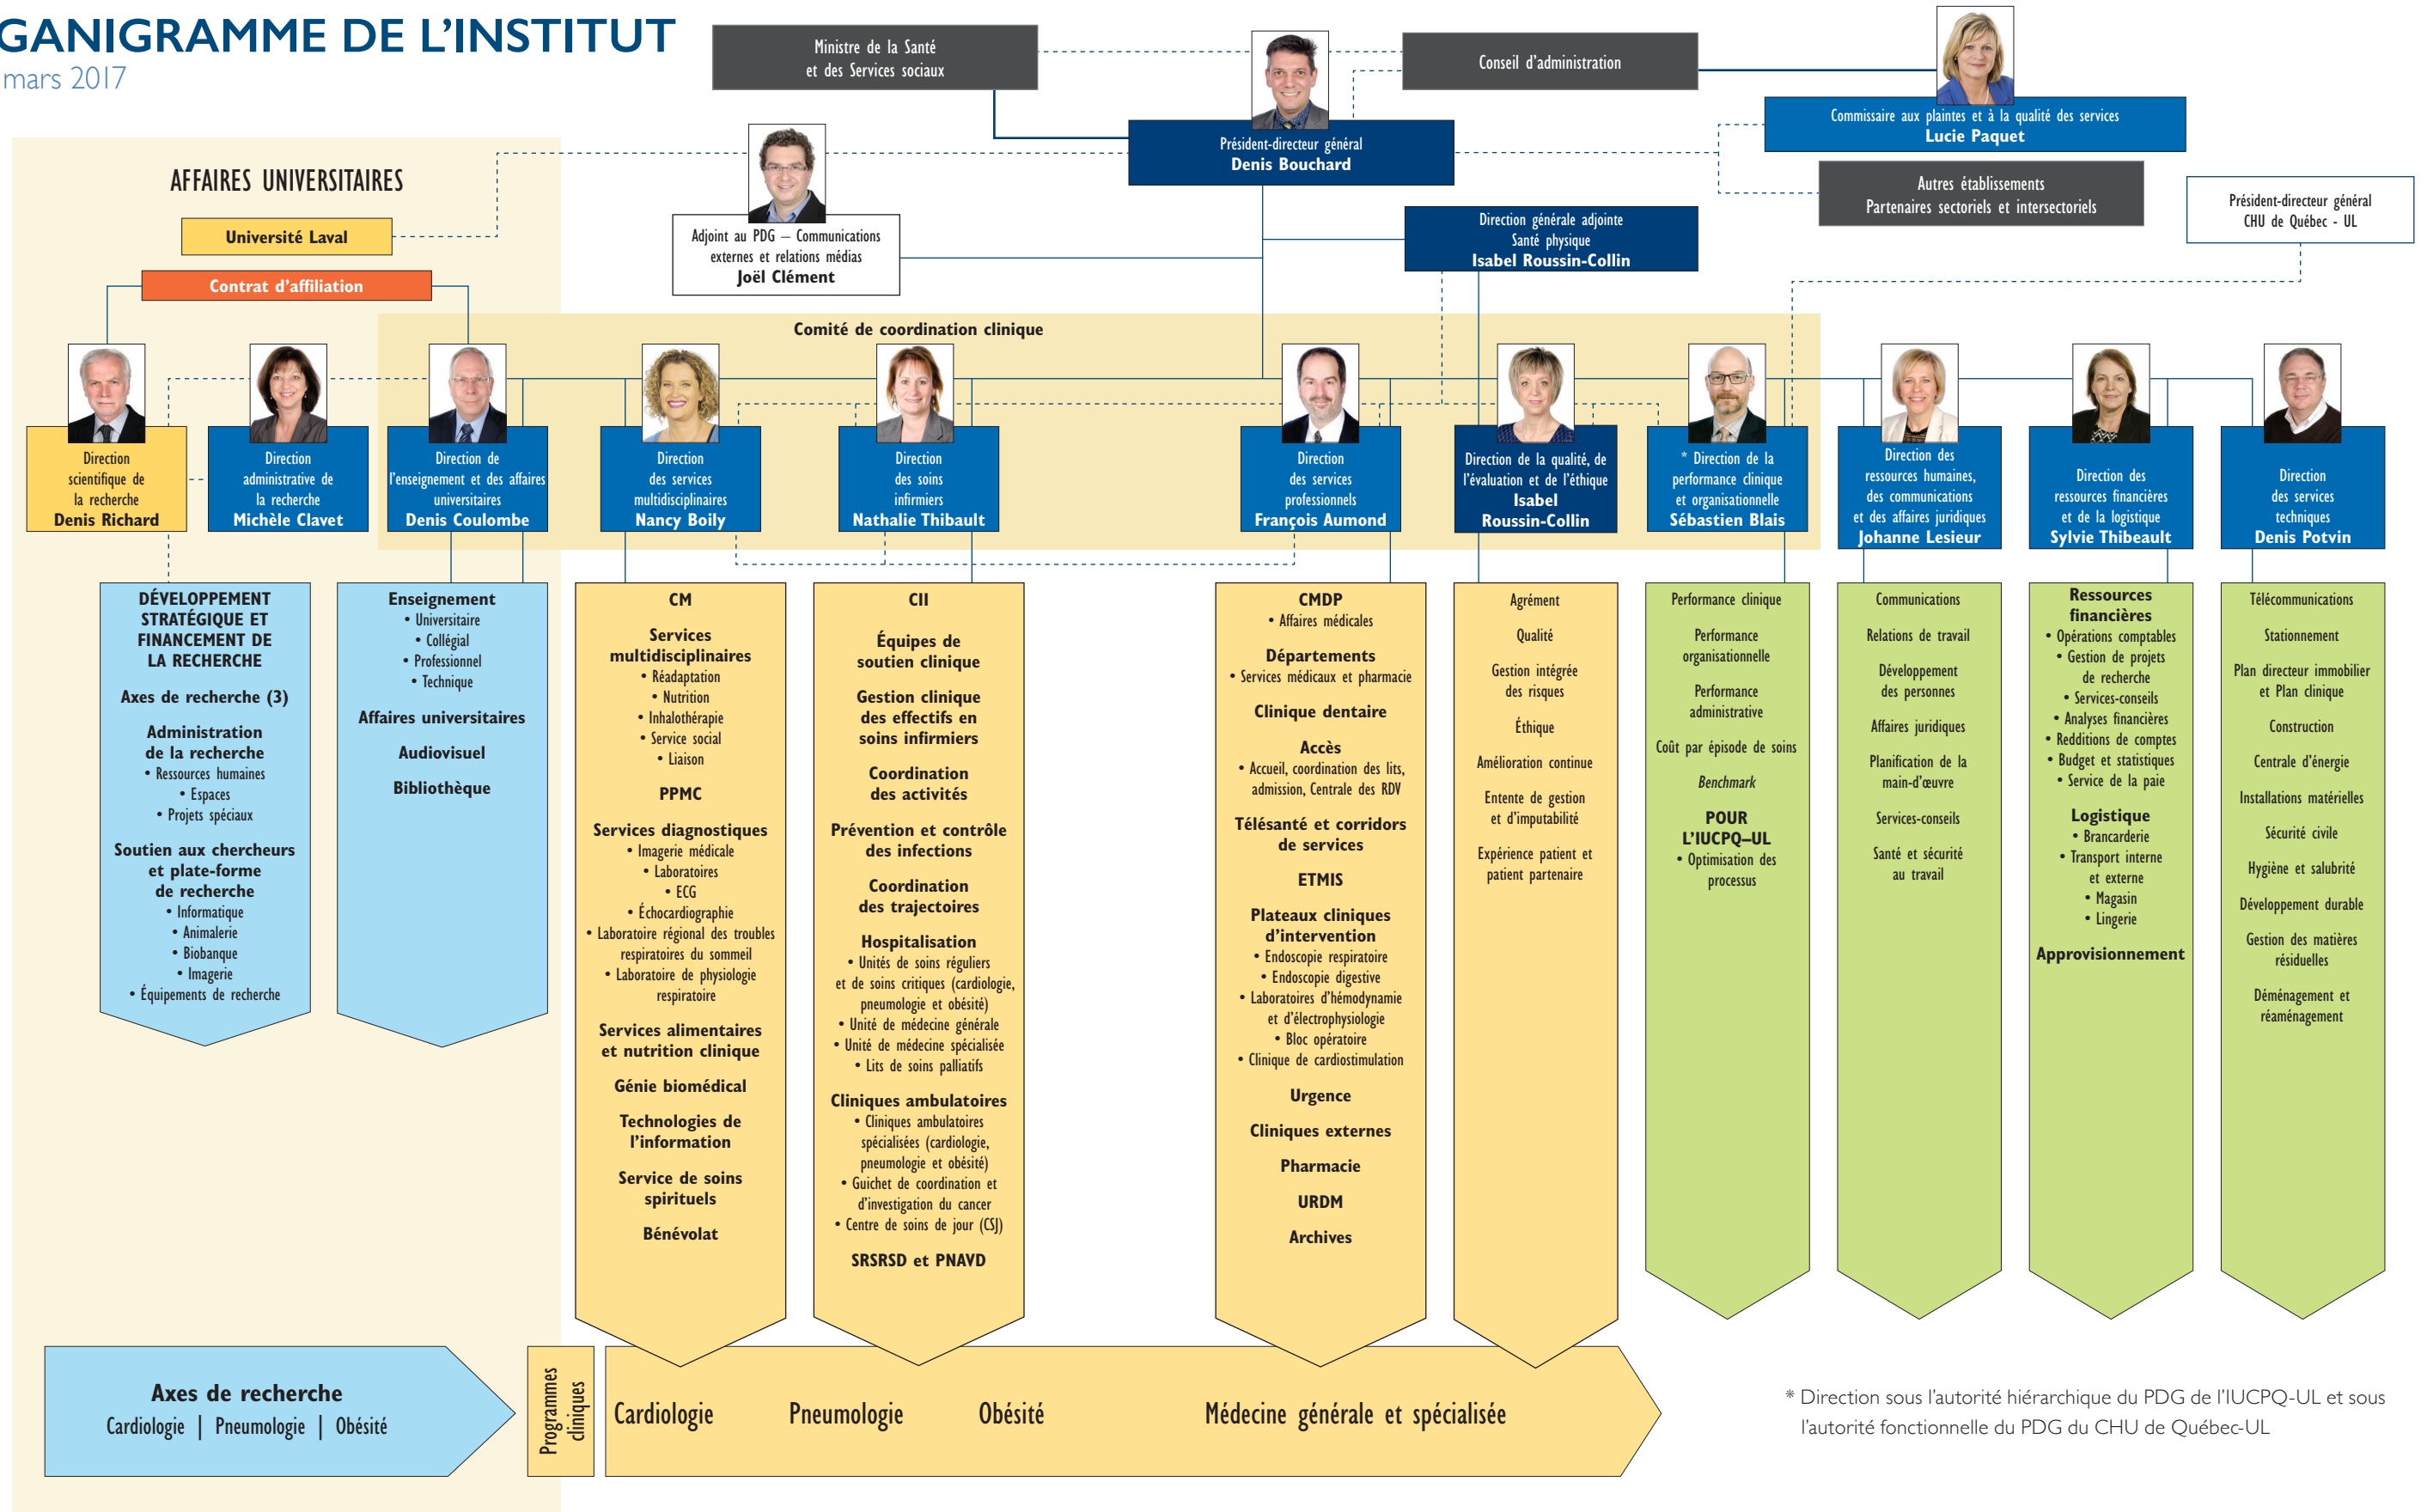 GANIGRAMME DE L'INSTITUT
mars 2017
Ministre de la Santé
et des Services sociaux
Conseil d'administration
Président-directeur général
Denis Bouchard
Commissaire aux plaintes et à la qualité des services
Lucie Paquet
Autres établissements
Partenaires sectoriels et intersectoriels
Président-directeur général
CHU de Québec - UL
Adjoint au PDG – Communications
externes et relations médias
Joël Clément
Direction générale adjointe
Santé physique
Isabel Roussin-Collin
AFFAIRES UNIVERSITAIRES
Université Laval
Contrat d'affiliation
Comité de coordination clinique
Direction
scientifique de
la recherche
Denis Richard
Direction
administrative de
la recherche
Michèle Clavet
Direction de
l'enseignement et des affaires
universitaires
Denis Coulombe
Direction
des services
multidisciplinaires
Nancy Boily
Direction
des soins
infirmiers
Nathalie Thibault
Direction
des services
professionnels
François Aumond
Direction de la qualité, de
l'évaluation et de l'éthique
Isabel
Roussin-Collin
* Direction de la
performance clinique
et organisationnelle
Sébastien Blais
Direction des
ressources humaines,
des communications
et des affaires juridiques
Johanne Lesieur
Direction des
ressources financières
et de la logistique
Sylvie Thibeault
Direction
des services
techniques
Denis Potvin
DÉVELOPPEMENT
STRATÉGIQUE ET
FINANCEMENT DE
LA RECHERCHE
Axes de recherche (3)
Administration
de la recherche
• Ressources humaines
• Espaces
• Projets spéciaux
Soutien aux chercheurs
et plate-forme
de recherche
• Informatique
• Animalerie
• Biobanque
• Imagerie
• Équipements de recherche
Enseignement
• Universitaire
• Collégial
• Professionnel
• Technique
Affaires universitaires
Audiovisuel
Bibliothèque
CM
Services
multidisciplinaires
• Réadaptation
• Nutrition
• Inhalothérapie
• Service social
• Liaison
PPMC
Services diagnostiques
• Imagerie médicale
• Laboratoires
• ECG
• Échocardiographie
• Laboratoire régional des troubles
respiratoires du sommeil
• Laboratoire de physiologie
respiratoire
Services alimentaires
et nutrition clinique
Génie biomédical
Technologies de
l'information
Service de soins
spirituels
Bénévolat
CII
Équipes de
soutien clinique
Gestion clinique
des effectifs en
soins infirmiers
Coordination
des activités
Prévention et contrôle
des infections
Coordination
des trajectoires
Hospitalisation
• Unités de soins réguliers
et de soins critiques (cardiologie,
pneumologie et obésité)
• Unité de médecine générale
• Unité de médecine spécialisée
• Lits de soins palliatifs
Cliniques ambulatoires
• Cliniques ambulatoires
spécialisées (cardiologie,
pneumologie et obésité)
• Guichet de coordination et
d'investigation du cancer
• Centre de soins de jour (CSJ)
SRSRSD et PNAVD
CMDP
• Affaires médicales
Départements
• Services médicaux et pharmacie
Clinique dentaire
Accès
• Accueil, coordination des lits,
admission, Centrale des RDV
Télésanté et corridors
de services
ETMIS
Plateaux cliniques
d'intervention
• Endoscopie respiratoire
• Endoscopie digestive
• Laboratoires d'hémodynamie
et d'électrophysiologie
• Bloc opératoire
• Clinique de cardiostimulation
Urgence
Cliniques externes
Pharmacie
URDM
Archives
Agrément
Qualité
Gestion intégrée
des risques
Éthique
Amélioration continue
Entente de gestion
et d'imputabilité
Expérience patient et
patient partenaire
Performance clinique
Performance
organisationnelle
Performance
administrative
Coût par épisode de soins
Benchmark
POUR
L'IUCPQ–UL
• Optimisation des
processus
Communications
Relations de travail
Développement
des personnes
Affaires juridiques
Planification de la
main-d'œuvre
Services-conseils
Santé et sécurité
au travail
Ressources
financières
• Opérations comptables
• Gestion de projets
de recherche
• Services-conseils
• Analyses financières
• Redditions de comptes
• Budget et statistiques
• Service de la paie
Logistique
• Brancarderie
• Transport interne
et externe
• Magasin
• Lingerie
Approvisionnement
Télécommunications
Stationnement
Plan directeur immobilier
et Plan clinique
Construction
Centrale d'énergie
Installations matérielles
Sécurité civile
Hygiène et salubrité
Développement durable
Gestion des matières
résiduelles
Déménagement et
réaménagement
Axes de recherche
Cardiologie | Pneumologie | Obésité
Programmes
cliniques
Cardiologie Pneumologie Obésité Médecine générale et spécialisée
* Direction sous l'autorité hiérarchique du PDG de l'IUCPQ-UL et sous
l'autorité fonctionnelle du PDG du CHU de Québec-UL